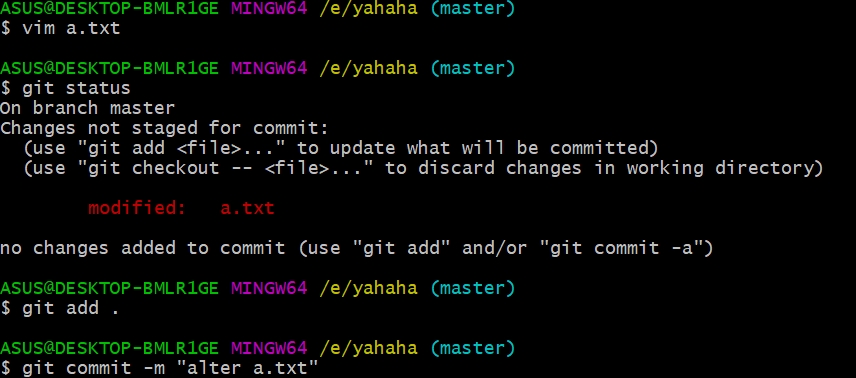 ASUS@DESKTOP-BMLR1GE MINGW64 /e/yahaha (master)
$ vim a.txt
ASUS@DESKTOP-BMLR1GE MINGW64 /e/yahaha (master)
$ git status
On branch master
Changes not staged for commit:
  (use "git add <file>..." to update what will be committed)
  (use "git checkout -- <file>..." to discard changes in working directory)
        modified:   a.txt
no changes added to commit (use "git add" and/or "git commit -a")
ASUS@DESKTOP-BMLR1GE MINGW64 /e/yahaha (master)
$ git add .
ASUS@DESKTOP-BMLR1GE MINGW64 /e/yahaha (master)
$ git commit -m "alter a.txt"